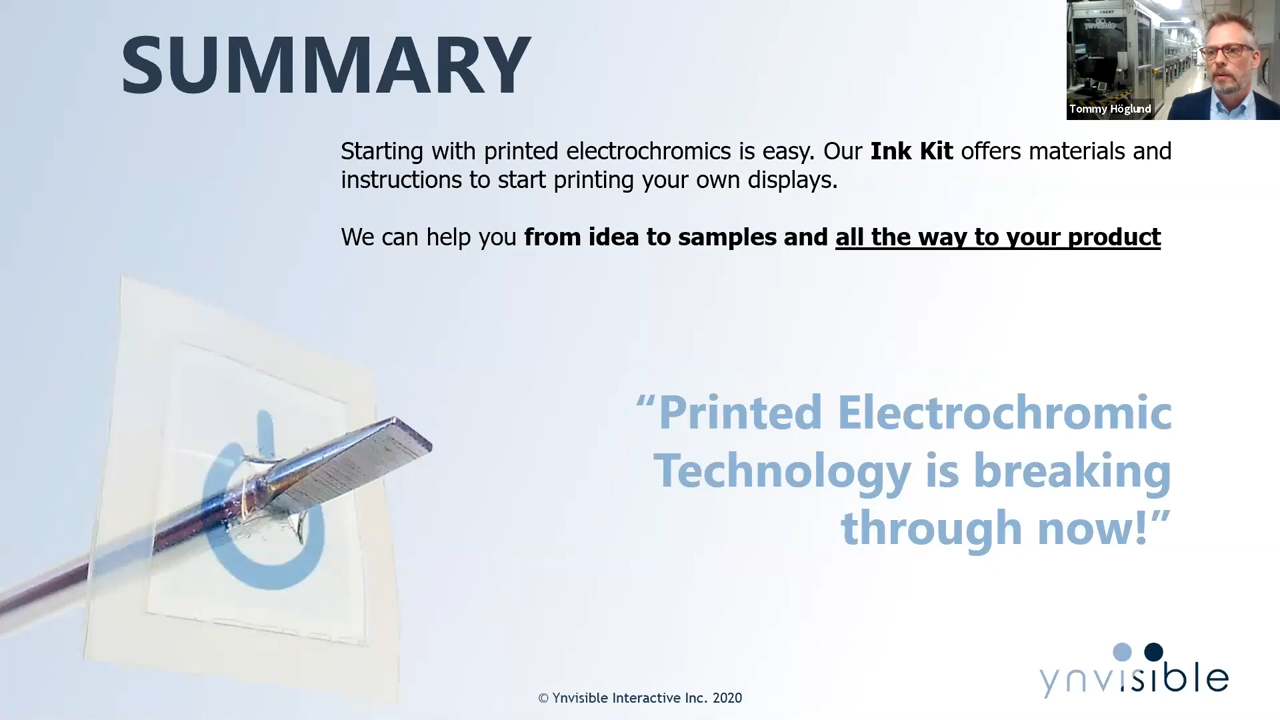 SUMMARY
Tommy Höglund
Starting with printed electrochromics is easy. Our Ink Kit offers materials and
instructions to start printing your own displays.
We can help you from idea to samples and all the way to your product
“Printed Electrochromic
Technology is breaking
through now!”
ynvisible
© Ynvisible Interactive Inc. 2020